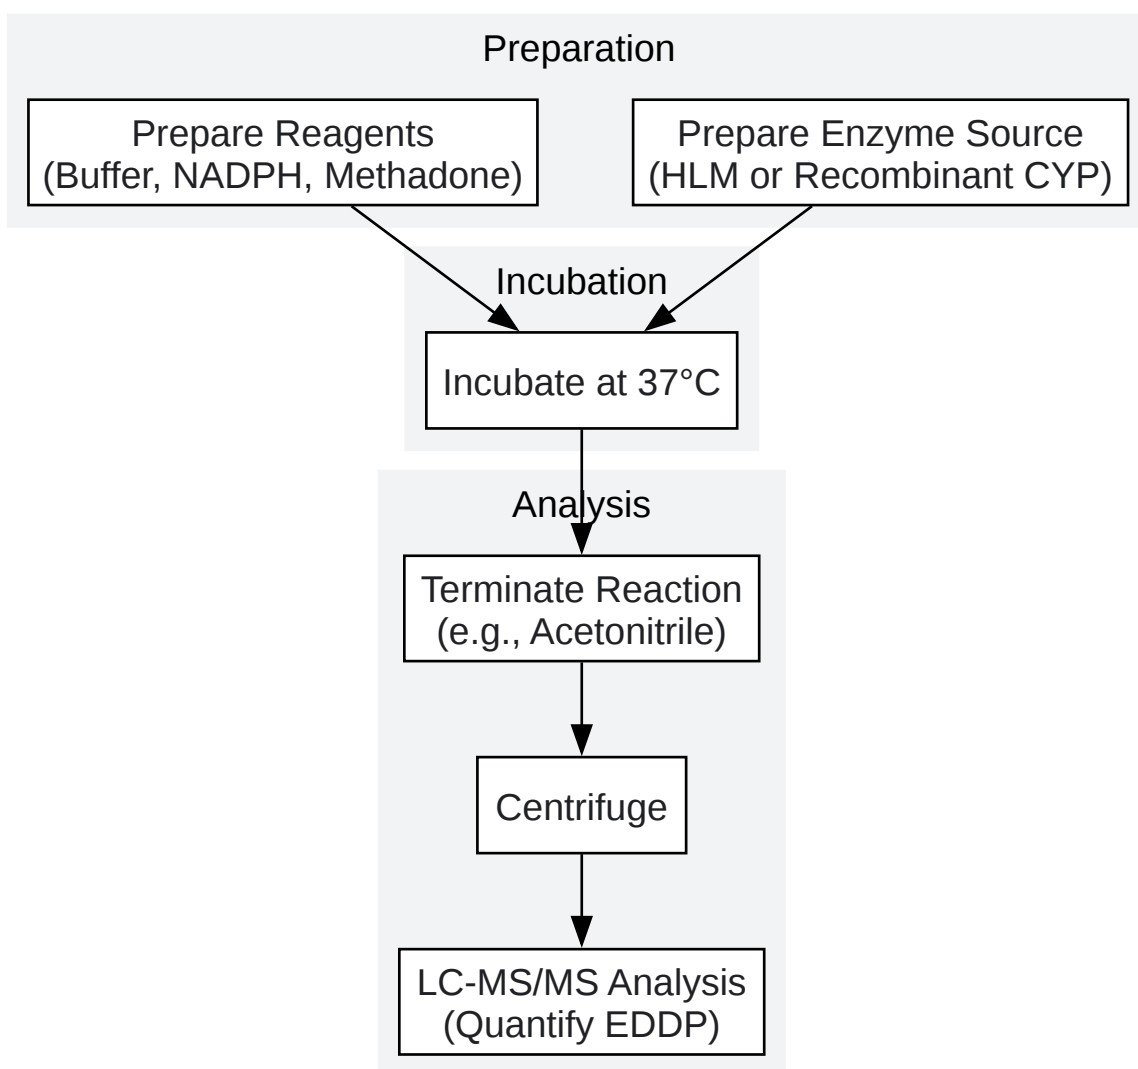 Preparation
Prepare Reagents
(Buffer, NADPH, Methadone)
Prepare Enzyme Source
(HLM or Recombinant CYP)
Incubation
Incubate at 37°C
Analysis
Terminate Reaction
(e.g., Acetonitrile)
Centrifuge
LC-MS/MS Analysis
(Quantify EDDP)